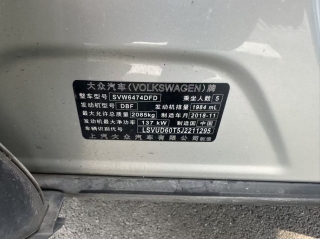 大众汽车(VOLKSWAGEN)牌
整车型号 SVW6474DFD 乘坐人数 5
发动机型号 DBF 发动机排量 1984 mL
最大允许总质量 2085kg 制造年月 2018-11
发动机最大净功率 137 kW 制造国 中国
车辆识别代号 LSVUD60T5J2211295
上汽大众汽车有限公司制造